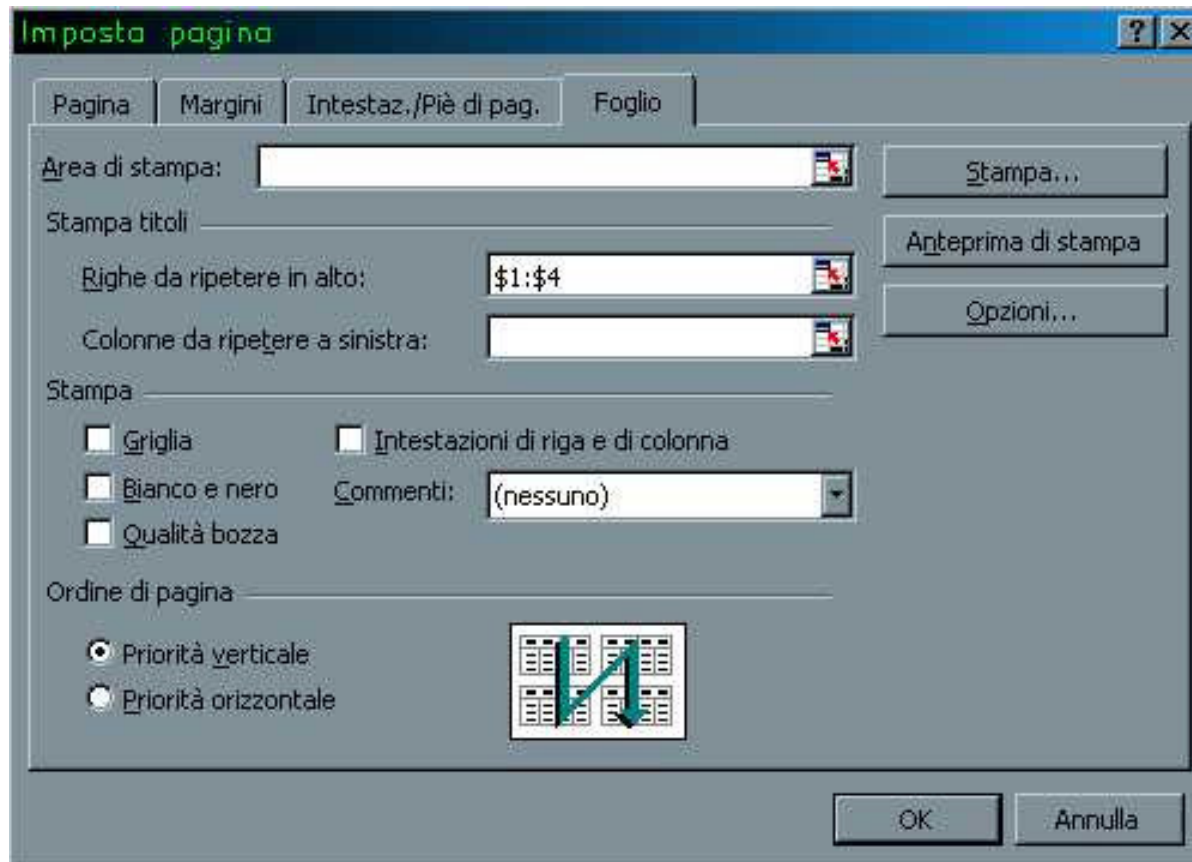 Imposta pagina
Pagina Margini Intestaz./Piè di pag. Foglio
Area di stampa:
Stampa...
Stampa titoli
Anteprima di stampa
Righe da ripetere in alto: $1:$4
Opzioni...
Colonne da ripetere a sinistra:
Stampa
Griglia Intestazioni di riga e di colonna
Bianco e nero Commenti: (nessuno)
Qualità bozza
Ordine di pagina
Priorità verticale
Priorità orizzontale
OK Annulla